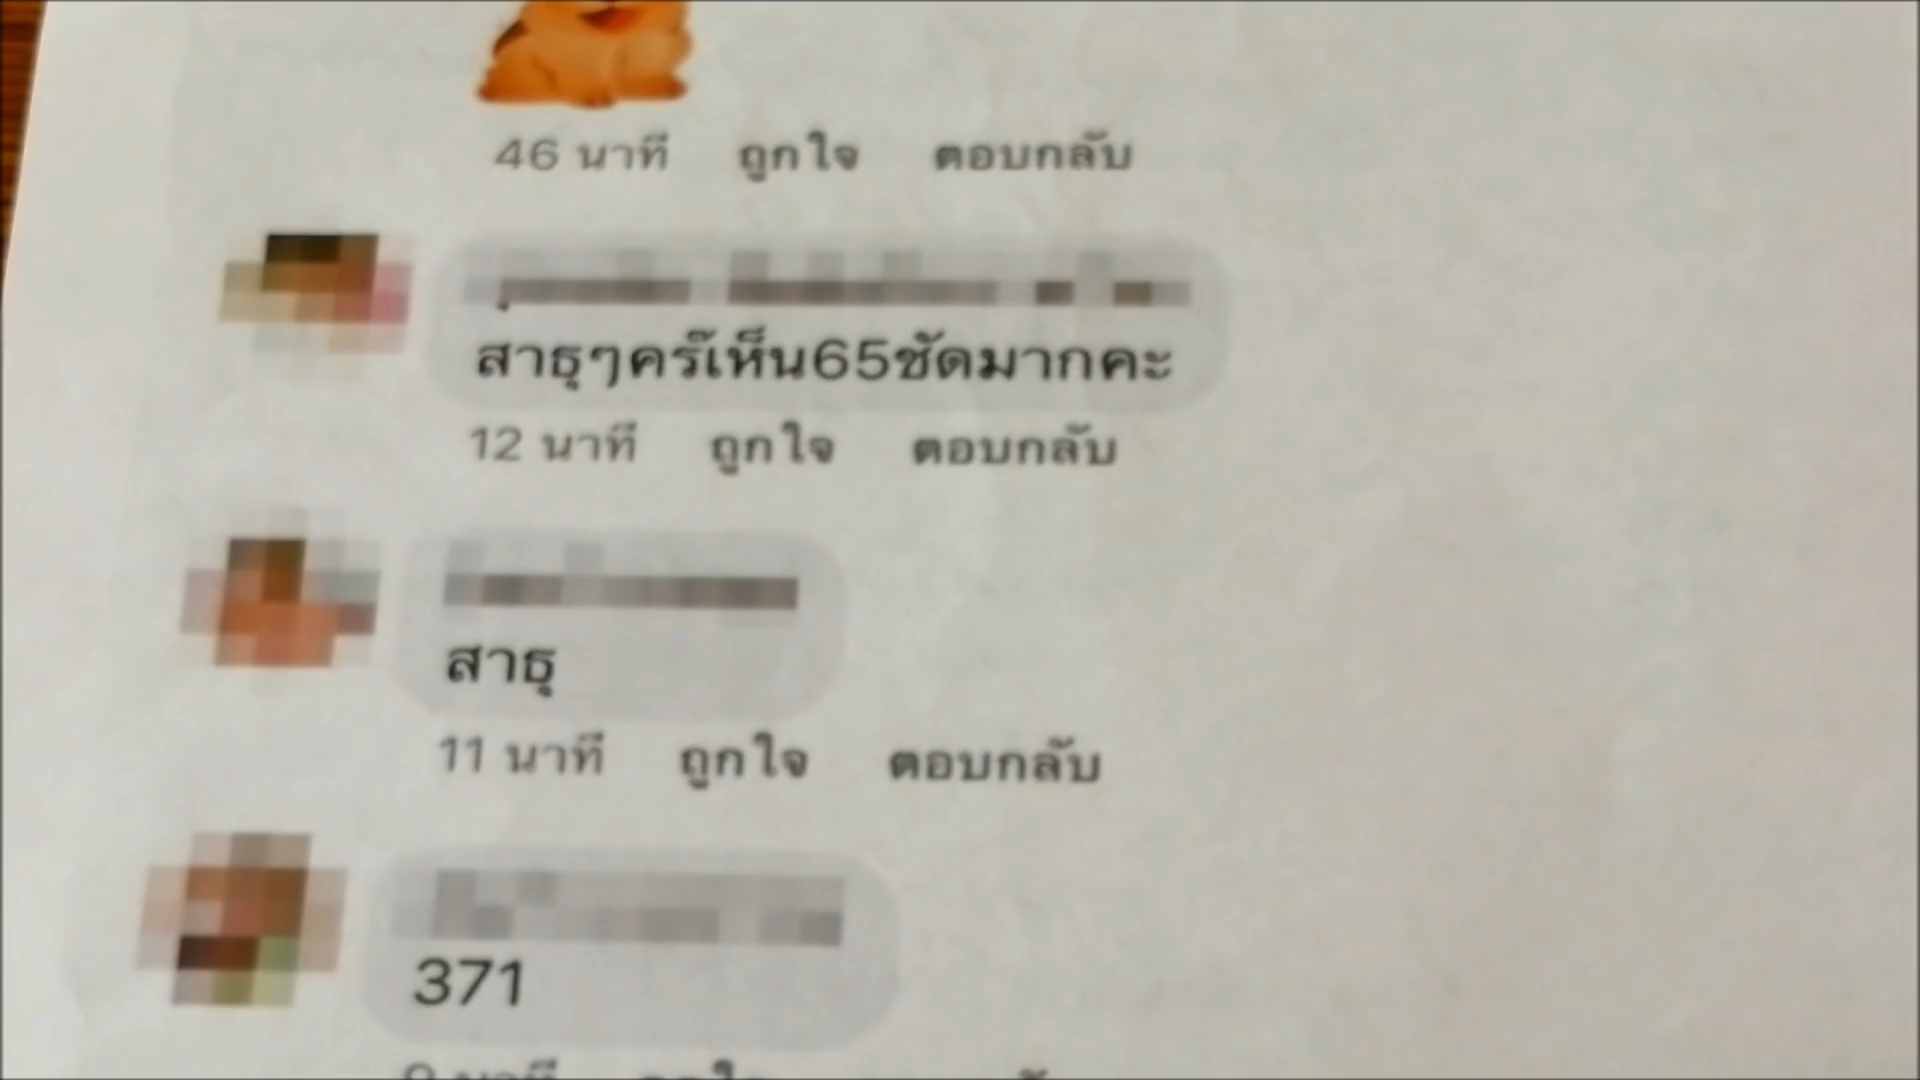 46 นาที ถูกใจ ตอบกลับ
สาธุๆคร๊เห็น65ชัดมากคะ
12 นาที ถูกใจ ตอบกลับ
สาธุ
11 นาที ถูกใจ ตอบกลับ
371
นาที